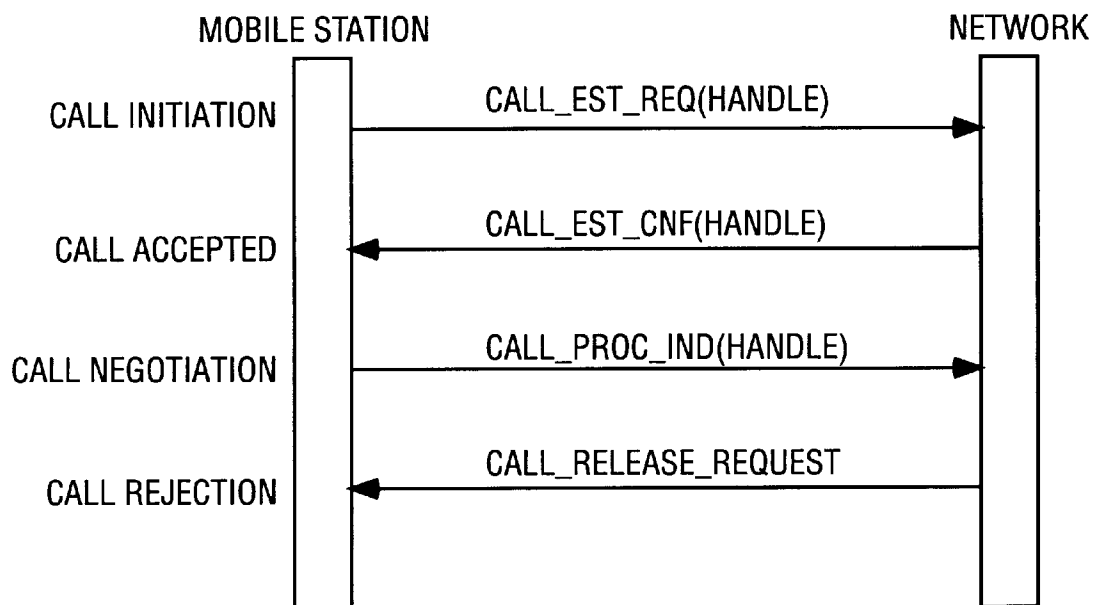 MOBILE STATION
NETWORK
CALL INITIATION
CALL_EST_REQ(HANDLE)
CALL ACCEPTED
CALL_EST_CNF(HANDLE)
CALL NEGOTIATION
CALL_PROC_IND(HANDLE)
CALL REJECTION
CALL_RELEASE_REQUEST